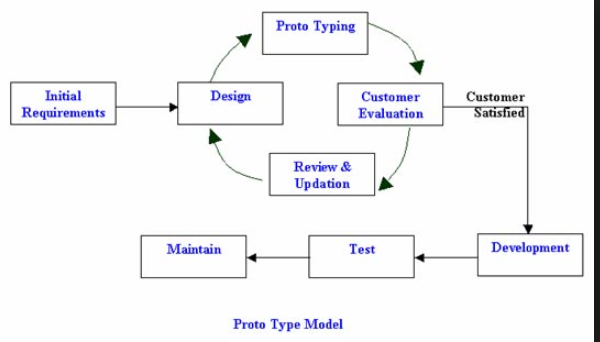 Proto Typing
Initial
Requirements
Design
Customer
Evaluation
Customer
Satisfied
Review &
Updation
Maintain
Test
Development
Proto Type Model